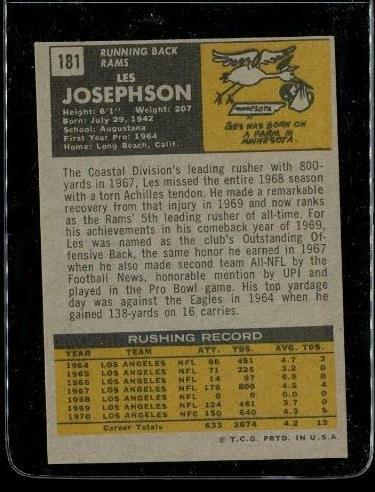 181
RUNNING BACK
RAMS
LES
JOSEPHSON
Height: 6'1" Weight: 207
Born: July 29, 1942
School: Augustana
First Year Pro: 1964
Home: Long Beach, Calif.
MINNESOTA
LES WAS BORN ON
A FARM IN
MINNESOTA.
The Coastal Division's leading rusher with 800-
yards in 1967, Les missed the entire 1968 season
with a torn Achilles tendon. He made a remarkable
recovery from that injury in 1969 and now ranks
as the Rams' 5th leading rusher of all-time. For
his achievements in his comeback year of 1969,
Les was named as the club's Outstanding Of-
fensive Back, the same honor he earned in 1967
when he also made second team All-NFL by the
Football News, honorable mention by UPI and
played in the Pro Bowl game. His top yardage
day was against the Eagles in 1964 when he
gained 138-yards on 16 carries.
RUSHING RECORD
YEAR TEAM ATT. YDS. AVG. TDS
1964 LOS ANGELES NFL 96 451 4.7 3
1965 LOS ANGELES NFL 71 225 3.2 0
1966 LOS ANGELES NFL 14 97 6.9 0
1967 LOS ANGELES NFL 178 800 4.5 4
1968 LOS ANGELES NFL 0 0 0.0 0
1969 LOS ANGELES NFL 124 461 3.7 0
1970 LOS ANGELES NFC 150 640 4.3 5
Career Totals 633 2674 4.2 12
© T.C.G. PRTD. IN U.S.A.